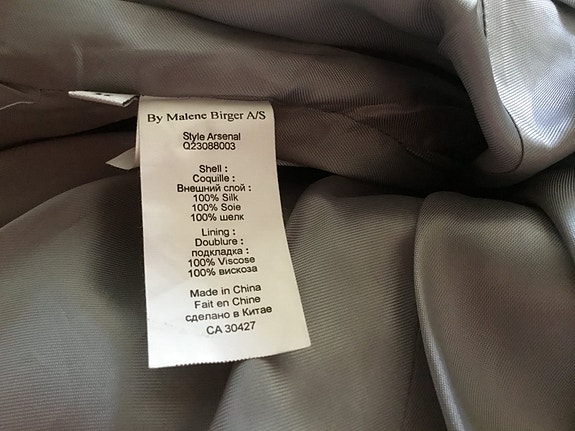 By Malene Birger A/S
Style Arsenal
Q23088003
Shell :
Coquille :
Внешний слой :
100% Silk
100% Soie
100% шелк
Lining :
Doublure :
подкладка :
100% Viscose
100% вискоза
Made in China
Fait en Chine
сделано в Китае
CA 30427